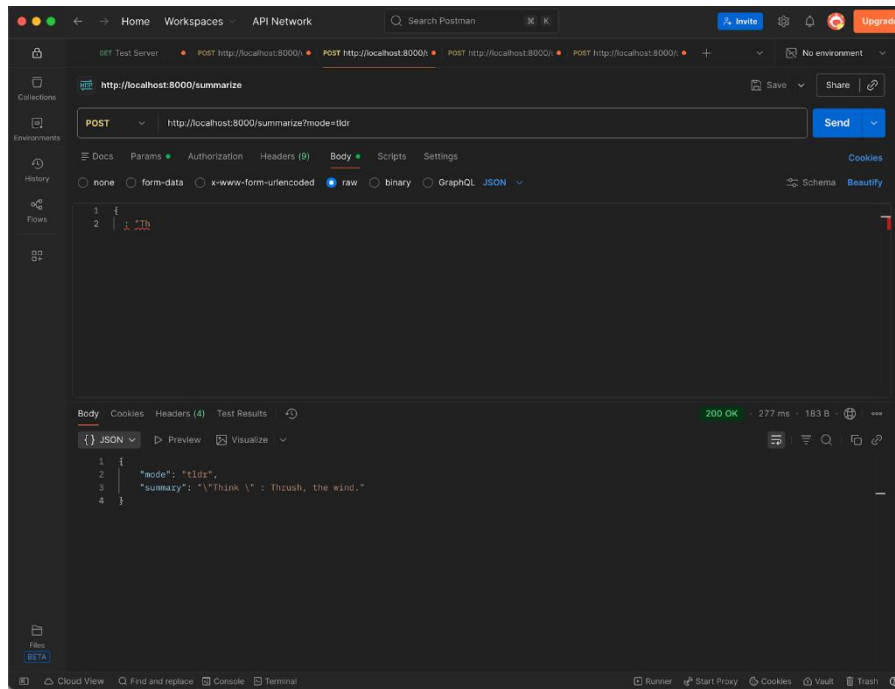 Home Workspaces API Network Search Postman ⌘ K Invite Upgrade
GET Test Server POST http://localhost:8000/ POST http://localhost:8000/s POST http://localhost:8000/s POST http://localhost:8000/s No environment
HTTP http://localhost:8000/summarize Save Share
Collections
POST http://localhost:8000/summarize?mode=tldr Send
Environments
Docs Params Authorization Headers (9) Body Scripts Settings Cookies
History
none form-data x-www-form-urlencoded raw binary GraphQL JSON Schema Beautify
Flows
1 {
2 : "Th
Body Cookies Headers (4) Test Results 200 OK 277 ms 183 B
{} JSON Preview Visualize
1 {
2 "mode": "tldr",
3 "summary": "\"Think \" : Thrush, the wind."
4 }
Files
BETA
Cloud View Find and replace Console Terminal Runner Start Proxy Cookies Vault Trash